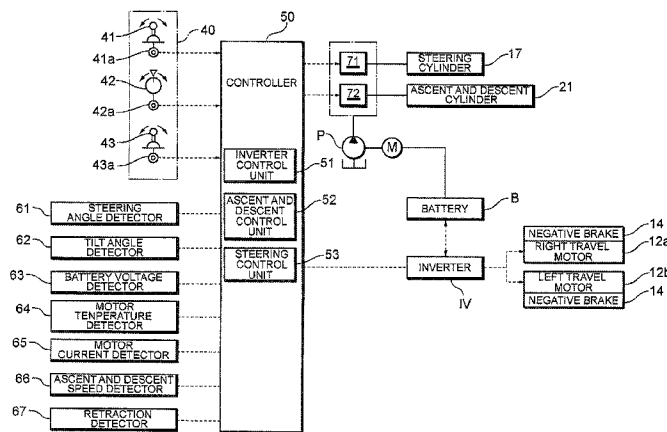 41
41a
42
42a
43
43a
40
50
CONTROLLER
INVERTER
CONTROL
UNIT
51
ASCENT AND
DESCENT CONTROL
UNIT
52
STEERING
CONTROL
UNIT
53
71
72
STEERING
CYLINDER
17
ASCENT AND DESCENT
CYLINDER
21
P
M
BATTERY
B
INVERTER
IV
NEGATIVE BRAKE
14
RIGHT TRAVEL
MOTOR
12a
LEFT TRAVEL
MOTOR
12b
NEGATIVE BRAKE
14
61
STEERING
ANGLE DETECTOR
62
TILT ANGLE
DETECTOR
63
BATTERY VOLTAGE
DETECTOR
64
MOTOR
TENPERATURE
DETECTOR
65
MOTOR
CURRENT DETECTOR
66
ASCENT AND DESCENT
SPEED DETECTOR
67
RETRACTION
DETECTOR